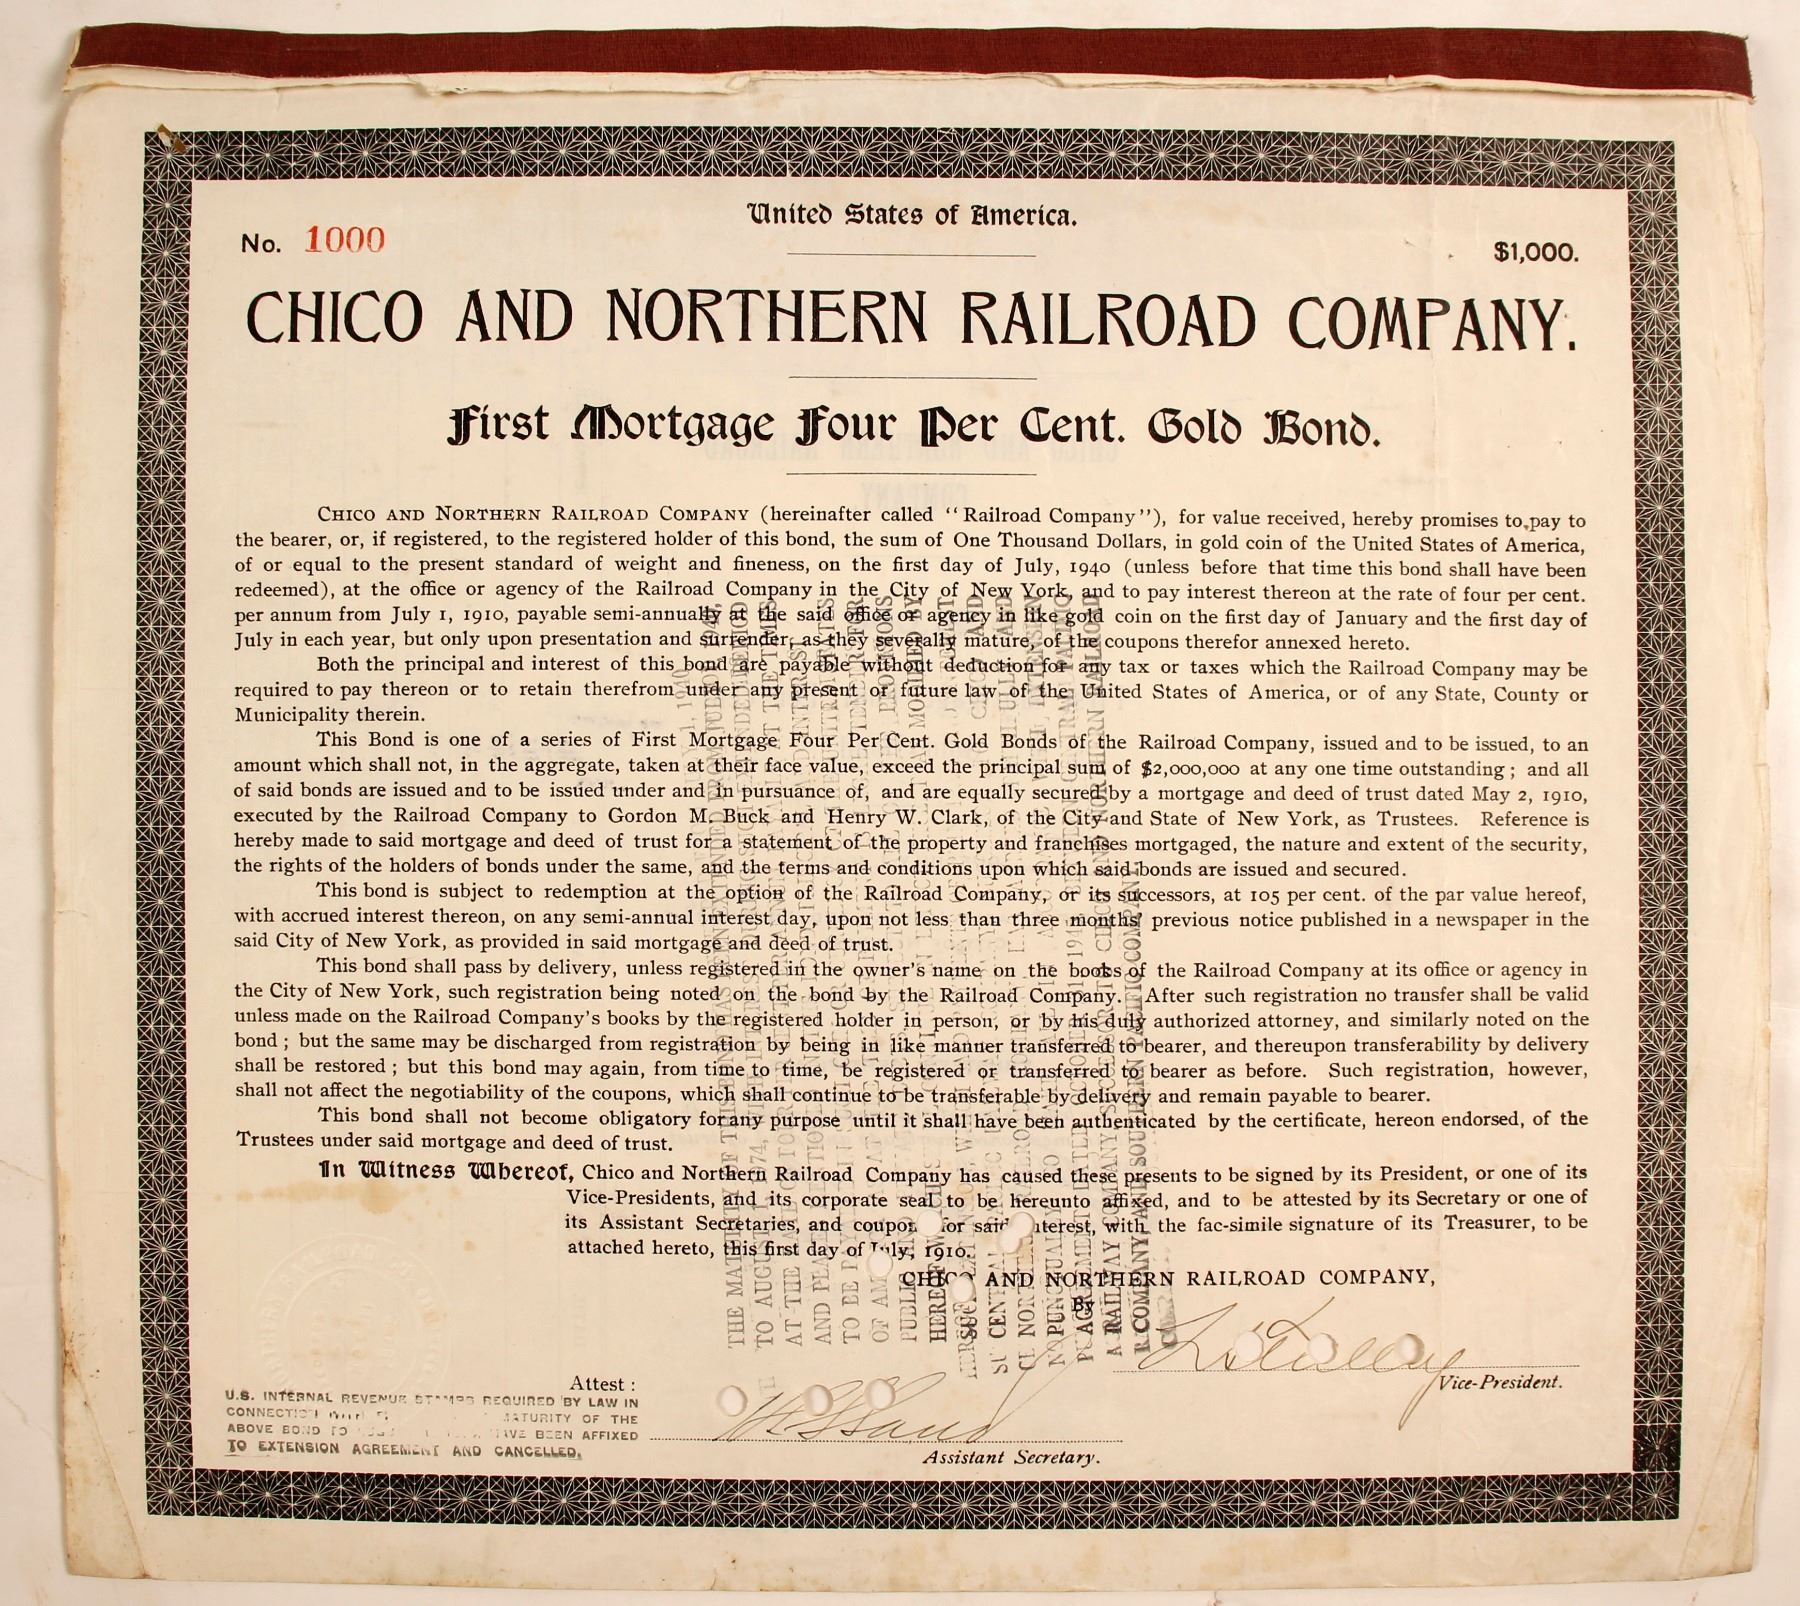 United States of America.
No. 1000
$1,000.
CHICO AND NORTHERN RAILROAD COMPANY.
First Mortgage Four Per Cent. Gold Bond.
CHICO AND NORTHERN RAILROAD COMPANY (hereinafter called "Railroad Company"), for value received, hereby promises to pay to
the bearer, or, if registered, to the registered holder of this bond, the sum of One Thousand Dollars, in gold coin of the United States of America,
of or equal to the present standard of weight and fineness, on the first day of July, 1940 (unless before that time this bond shall have been
redeemed), at the office or agency of the Railroad Company in the City of New York, and to pay interest thereon at the rate of four per cent.
per annum from July 1, 1910, payable semi-annually at the said office or agency in like gold coin on the first day of January and the first day of
July in each year, but only upon presentation and surrender, as they severally mature, of the coupons therefor annexed hereto.
Both the principal and interest of this bond are payable without deduction for any tax or taxes which the Railroad Company may be
required to pay thereon or to retain therefrom under any present or future law of the United States of America, or of any State, County or
Municipality therein.
This Bond is one of a series of First Mortgage Four Per Cent. Gold Bonds of the Railroad Company, issued and to be issued, to an
amount which shall not, in the aggregate, taken at their face value, exceed the principal sum of $2,000,000 at any one time outstanding; and all
of said bonds are issued and to be issued under and in pursuance of, and are equally secured by a mortgage and deed of trust dated May 2, 1910,
executed by the Railroad Company to Gordon M. Buck and Henry W. Clark, of the City and State of New York, as Trustees. Reference is
hereby made to said mortgage and deed of trust for a statement of the property and franchises mortgaged, the nature and extent of the security,
the rights of the holders of bonds under the same, and the terms and conditions upon which said bonds are issued and secured.
This bond is subject to redemption at the option of the Railroad Company, or its successors, at 105 per cent. of the par value hereof,
with accrued interest thereon, on any semi-annual interest day, upon not less than three months' previous notice published in a newspaper in the
said City of New York, as provided in said mortgage and deed of trust.
This bond shall pass by delivery, unless registered in the owner's name on the books of the Railroad Company at its office or agency in
the City of New York, such registration being noted on the bond by the Railroad Company. After such registration no transfer shall be valid
unless made on the Railroad Company's books by the registered holder in person, or by his duly authorized attorney, and similarly noted on the
bond; but the same may be discharged from registration by being in like manner transferred to bearer, and thereupon transferability by delivery
shall be restored; but this bond may again, from time to time, be registered or transferred to bearer as before. Such registration, however,
shall not affect the negotiability of the coupons, which shall continue to be transferable by delivery and remain payable to bearer.
This bond shall not become obligatory for any purpose until it shall have been authenticated by the certificate, hereon endorsed, of the
Trustees under said mortgage and deed of trust.
In Witness Whereof, Chico and Northern Railroad Company has caused these presents to be signed by its President, or one of its
Vice-Presidents, and its corporate seal to be hereunto affixed, and to be attested by its Secretary or one of
its Assistant Secretaries, and coupon for said interest, with the fac-simile signature of its Treasurer, to be
attached hereto, this first day of July, 1910.
CHICO AND NORTHERN RAILROAD COMPANY,
By
Vice-President.
Attest:
Assistant Secretary.
U.S. INTERNAL REVENUE STAMPS REQUIRED BY LAW IN
CONNECTION MATURITY OF THE
ABOVE BOND TO HAVE BEEN AFFIXED
TO EXTENSION AGREEMENT AND CANCELLED.